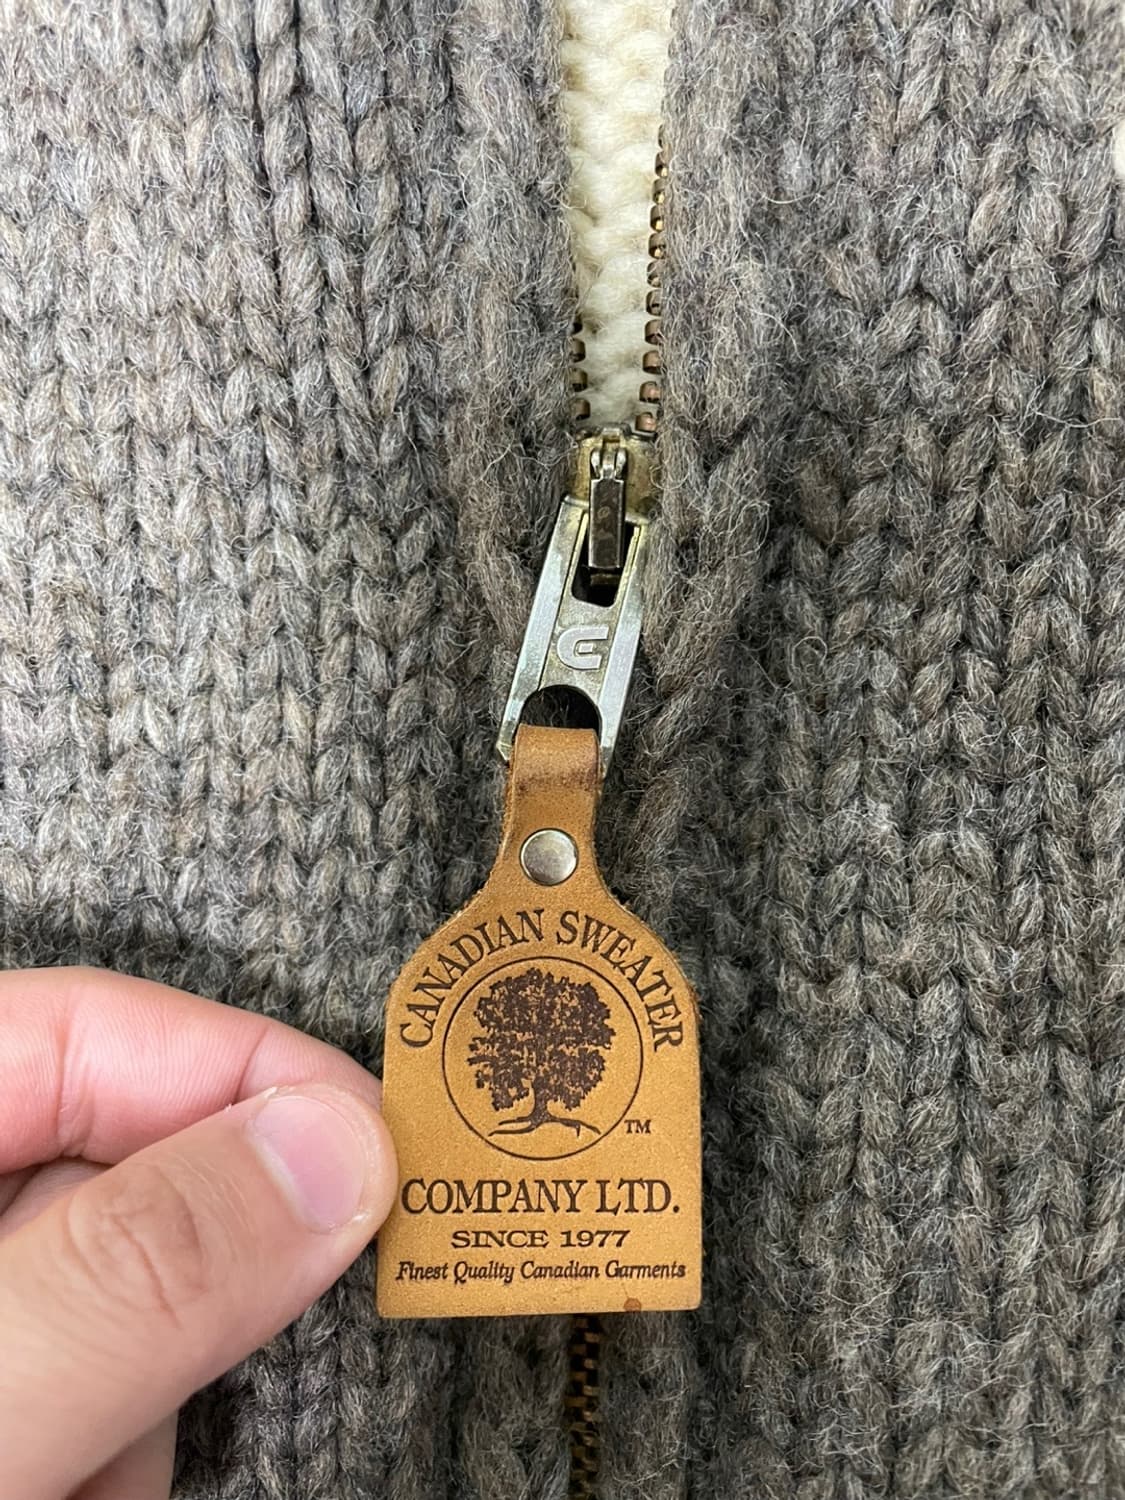 E
CANADIAN SWEATER
TM
COMPANY LTD.
SINCE 1977
Finest Quality Canadian Garments